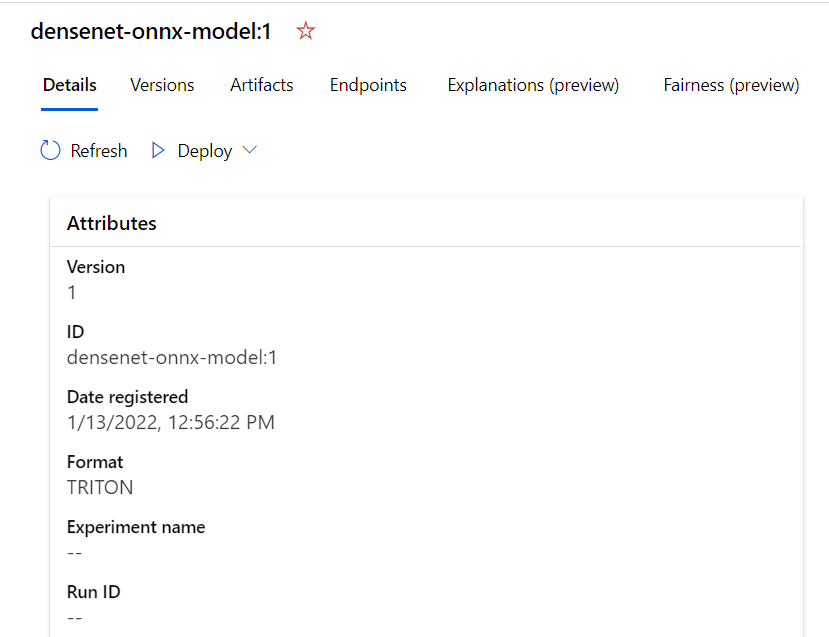 densenet-onnx-model:1
Details Versions Artifacts Endpoints Explanations (preview) Fairness (preview)
Refresh Deploy
Attributes
Version
1
ID
densenet-onnx-model:1
Date registered
1/13/2022, 12:56:22 PM
Format
TRITON
Experiment name
--
Run ID
--